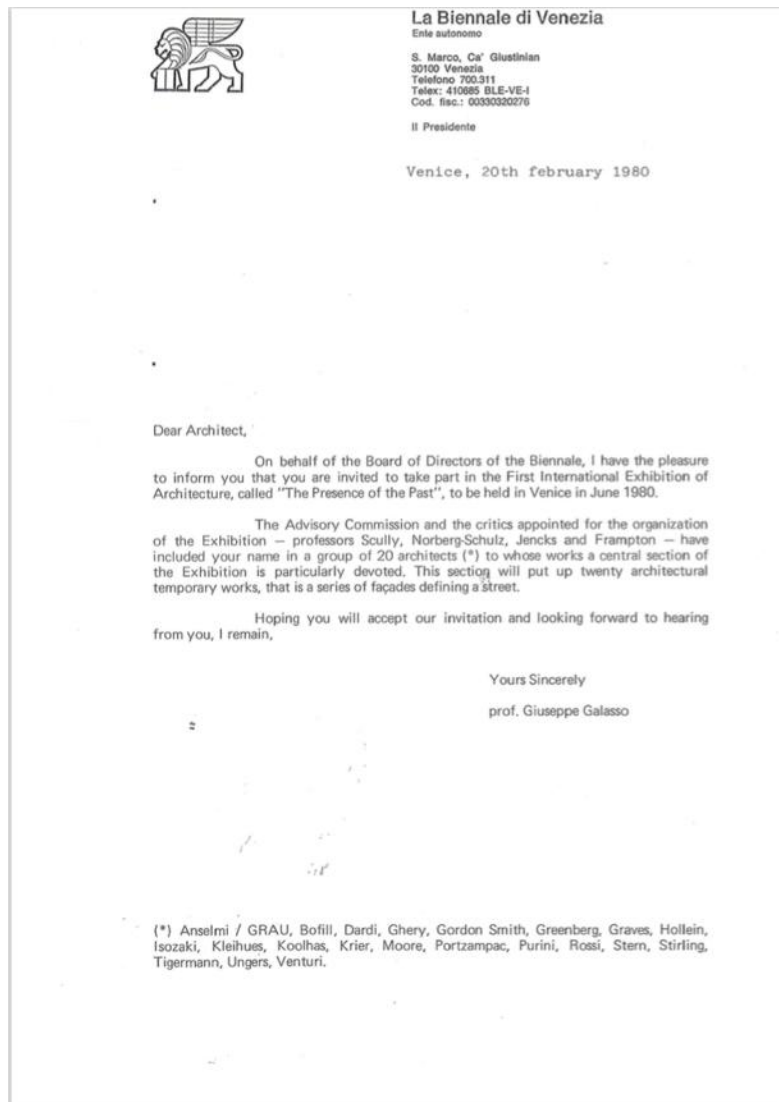 La Biennale di Venezia
Ente autonomo
S. Marco, Ca' Giustinian
30100 Venezia
Telefono 700.311
Telex: 410685 BLE-VE-I
Cod. fisc.: 00330320276
Il Presidente
Venice, 20th february 1980
Dear Architect,
On behalf of the Board of Directors of the Biennale, I have the pleasure
to inform you that you are invited to take part in the First International Exhibition of
Architecture, called "The Presence of the Past", to be held in Venice in June 1980.
The Advisory Commission and the critics appointed for the organization
of the Exhibition — professors Scully, Norberg-Schulz, Jencks and Frampton — have
included your name in a group of 20 architects (*) to whose works a central section of
the Exhibition is particularly devoted. This section will put up twenty architectural
temporary works, that is a series of façades defining a street.
Hoping you will accept our invitation and looking forward to hearing
from you, I remain,
Yours Sincerely
prof. Giuseppe Galasso
(*) Anselmi / GRAU, Bofill, Dardi, Ghery, Gordon Smith, Greenberg, Graves, Hollein,
Isozaki, Kleihues, Koolhas, Krier, Moore, Portzampac, Purini, Rossi, Stern, Stirling,
Tigermann, Ungers, Venturi.